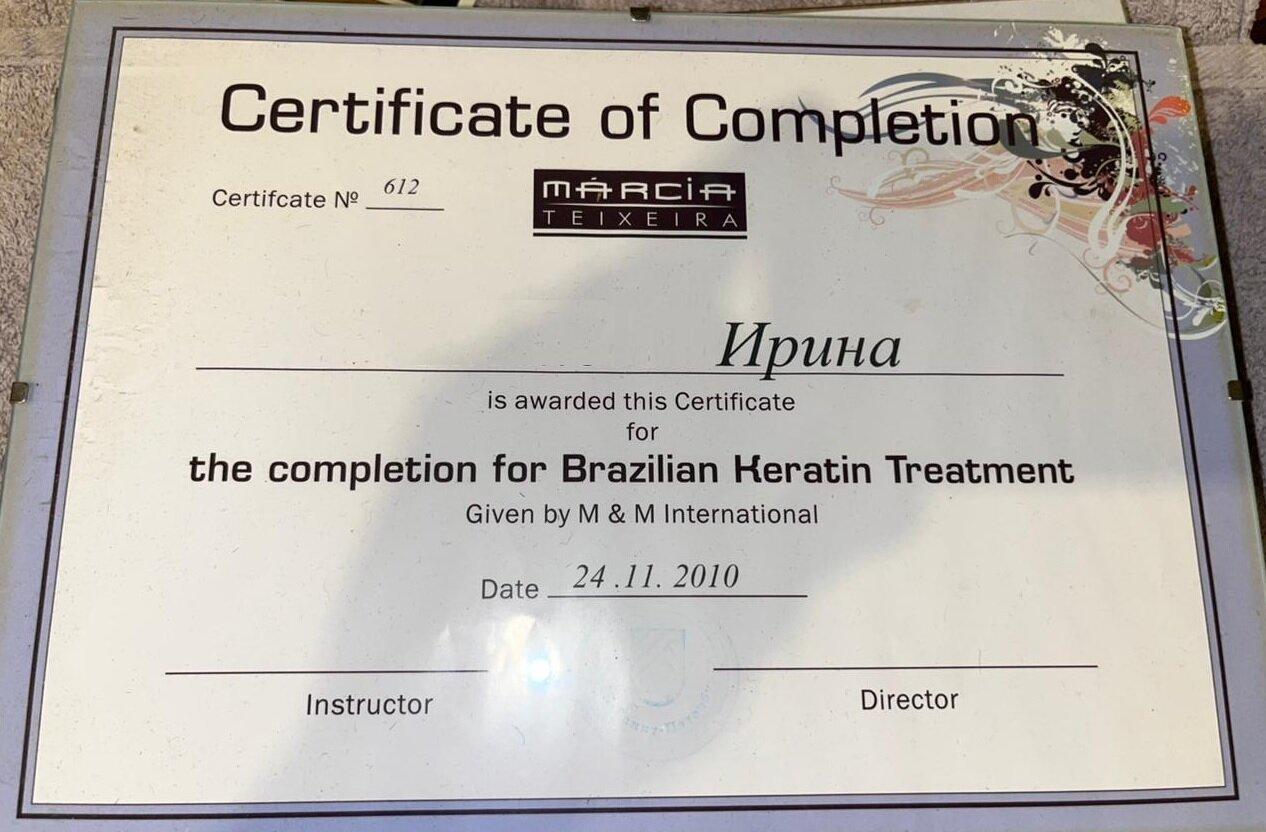 Certificate of Completion
Certifcate № 612
MÁRCIA
TEIXEIRA
Ирина
is awarded this Certificate
for
the completion for Brazilian Keratin Treatment
Given by M & M International
Date 24 .11. 2010
Instructor
Director